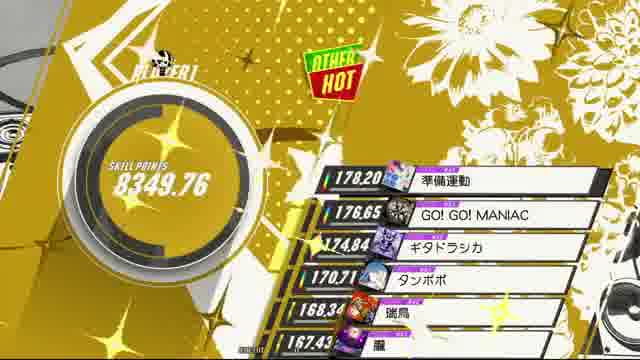 PLAYER1
OTHER
HOT
SKILL POINTS
8349.76
178,20 準備運動
176,65 GO! GO! MANIAC
174,84 ギタドラシカ
170,71 タンポポ
168,34 瑞鳥
167,43 朧